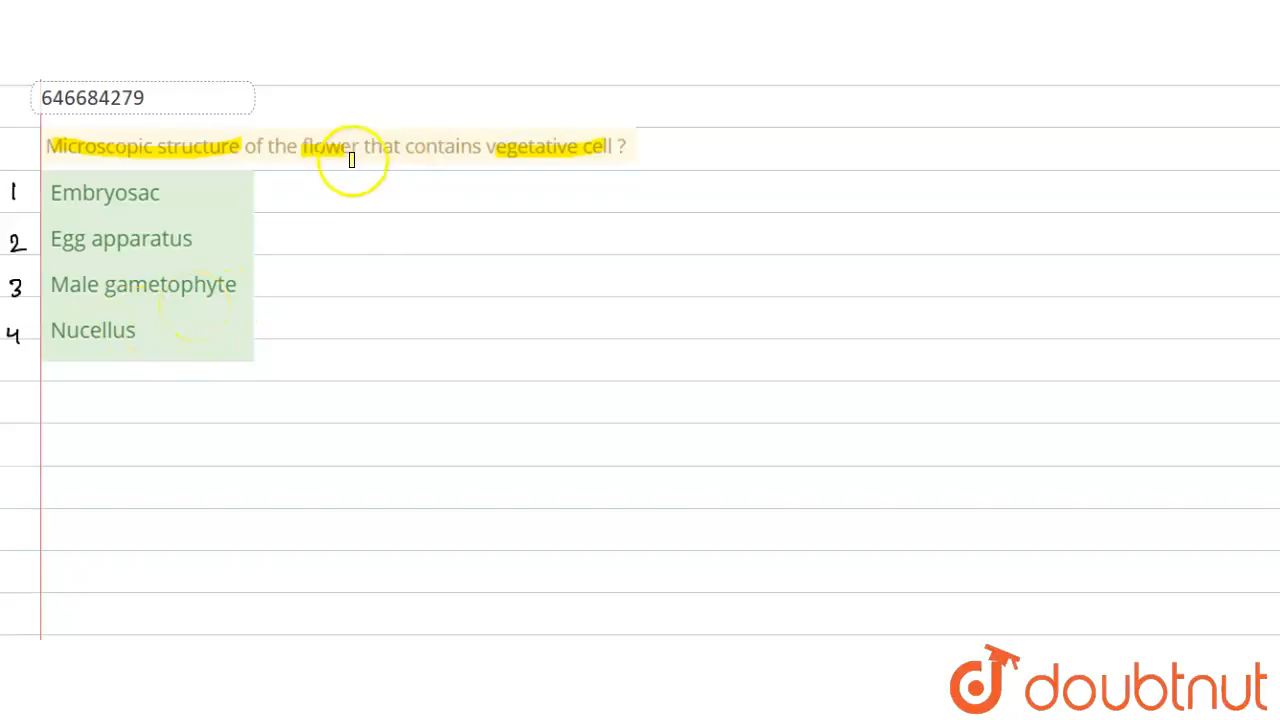 646684279
Microscopic structure of the flower that contains vegetative cell ?
1 Embryosac
2 Egg apparatus
3 Male gametophyte
4 Nucellus
doubtnut